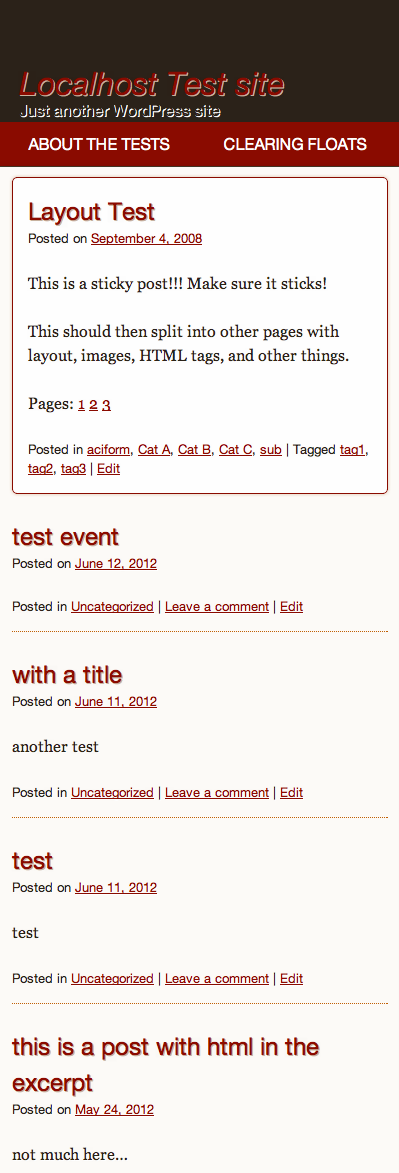 Localhost Test site
Just another WordPress site
ABOUT THE TESTS CLEARING FLOATS
Layout Test
Posted on September 4, 2008
This is a sticky post!!! Make sure it sticks!
This should then split into other pages with
layout, images, HTML tags, and other things.
Pages: 1 2 3
Posted in aciform, Cat A, Cat B, Cat C, sub | Tagged tag1,
tag2, tag3 | Edit
test event
Posted on June 12, 2012
Posted in Uncategorized | Leave a comment | Edit
with a title
Posted on June 11, 2012
another test
Posted in Uncategorized | Leave a comment | Edit
test
Posted on June 11, 2012
test
Posted in Uncategorized | Leave a comment | Edit
this is a post with html in the
excerpt
Posted on May 24, 2012
not much here...